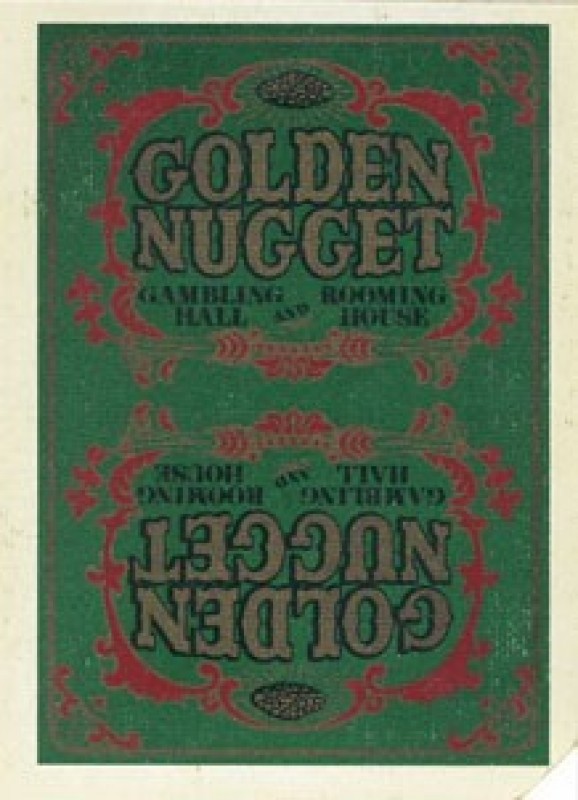 GOLDEN
NUGGET
GAMBLING ROOMING
HALL AND HOUSE
GOLDEN
NUGGET
GAMBLING ROOMING
HALL AND HOUSE